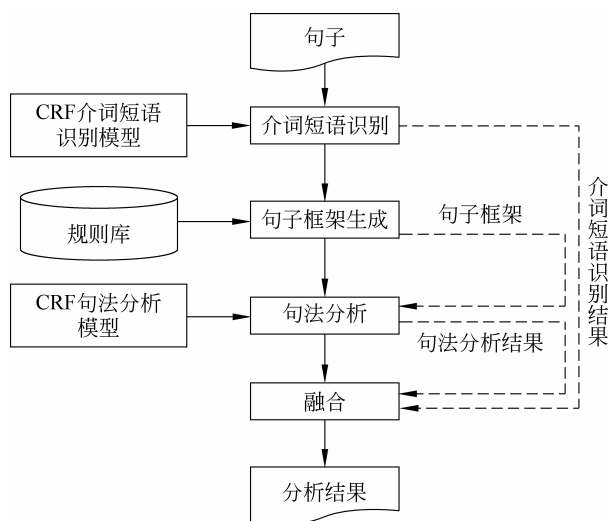 句子
CRF介词短语
识别模型
介词短语识别
规则库
句子框架生成
句子框架
介词短语识别结果
CRF句法分析
模型
句法分析
句法分析结果
融合
分析结果